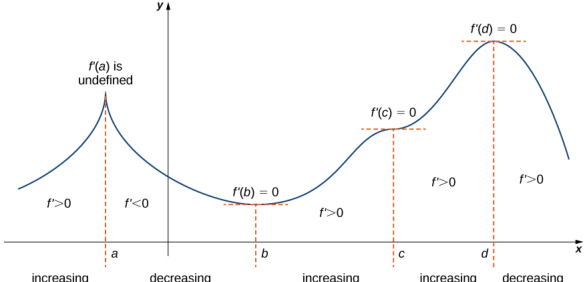 y
f'(d) = 0
f'(a) is
undefined
f'(c) = 0
f'(b) = 0
f'>0
f'<0
f'>0
f'>0
f'>0
a
b
c
d
x
increasing
decreasing
increasing
increasing
decreasing